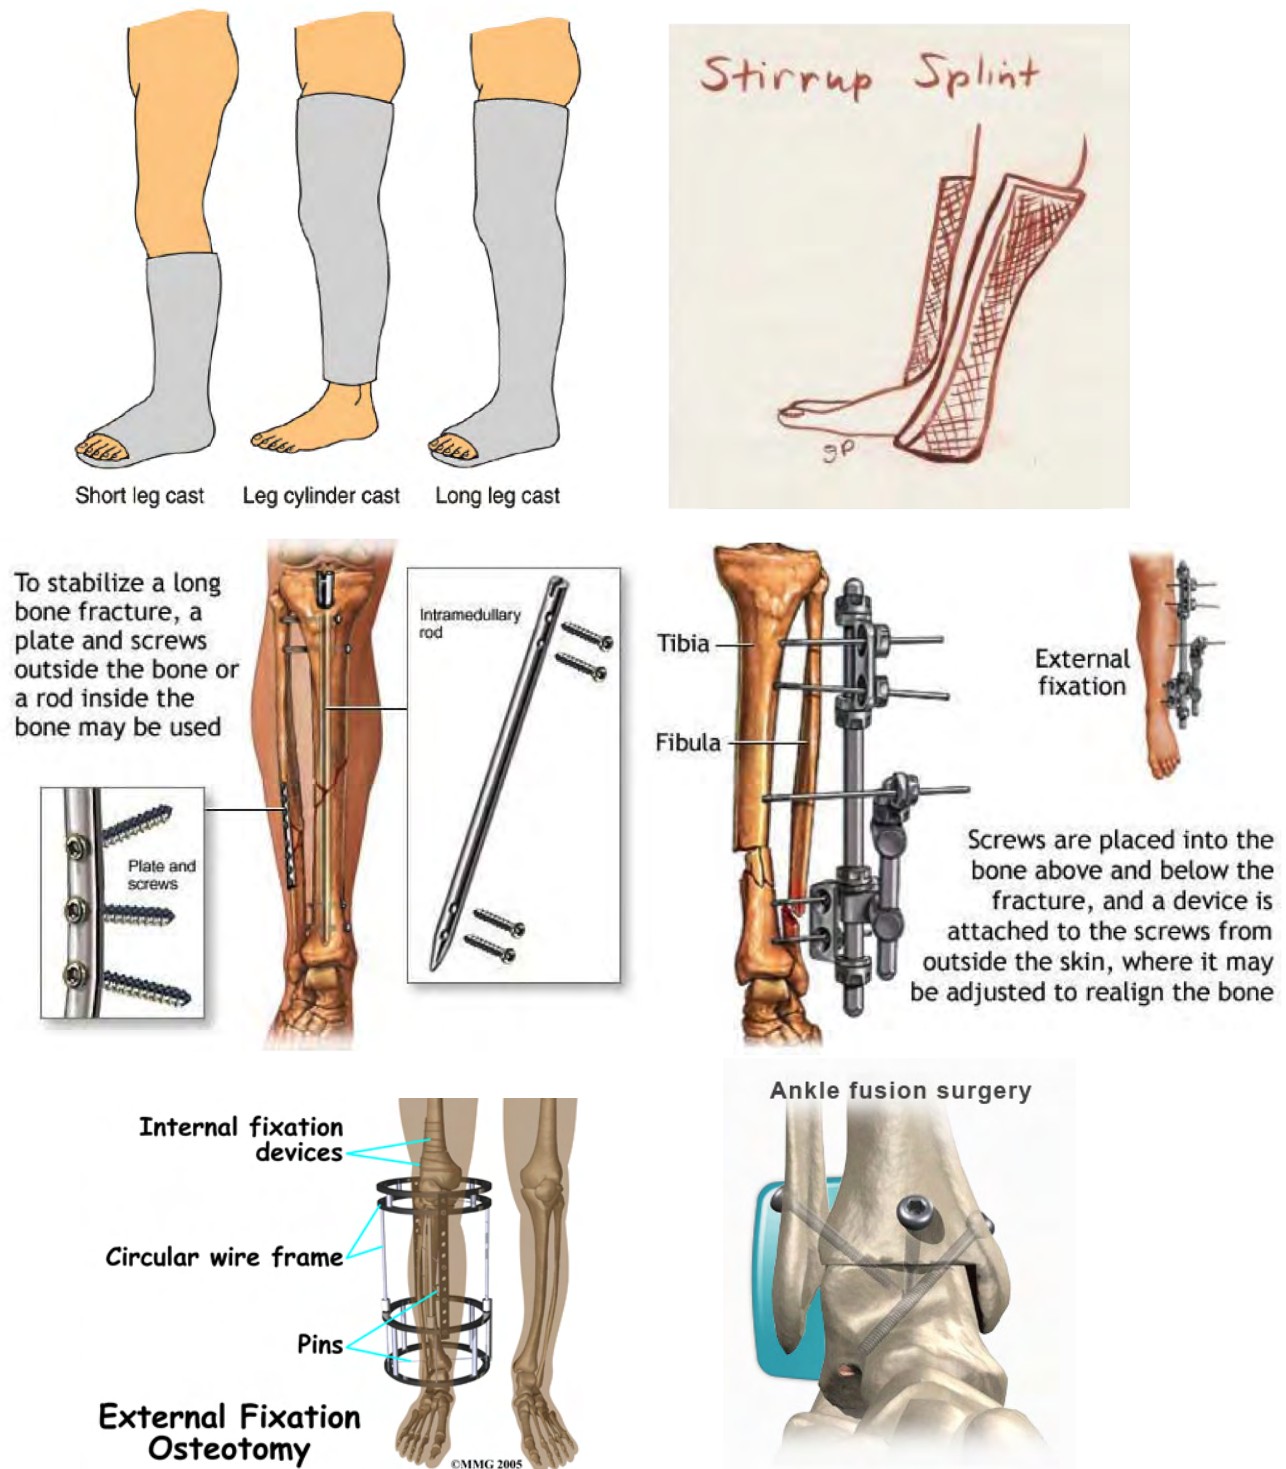 Stirrup Splint
gp
Short leg cast
Leg cylinder cast
Long leg cast
To stabilize a long
bone fracture, a
plate and screws
outside the bone or
a rod inside the
bone may be used
Intramedullary
rod
Plate and
screws
Tibia
Fibula
External
fixation
Screws are placed into the
bone above and below the
fracture, and a device is
attached to the screws from
outside the skin, where it may
be adjusted to realign the bone
Internal fixation
devices
Circular wire frame
Pins
External Fixation
Osteotomy
©MMG 2005
Ankle fusion surgery